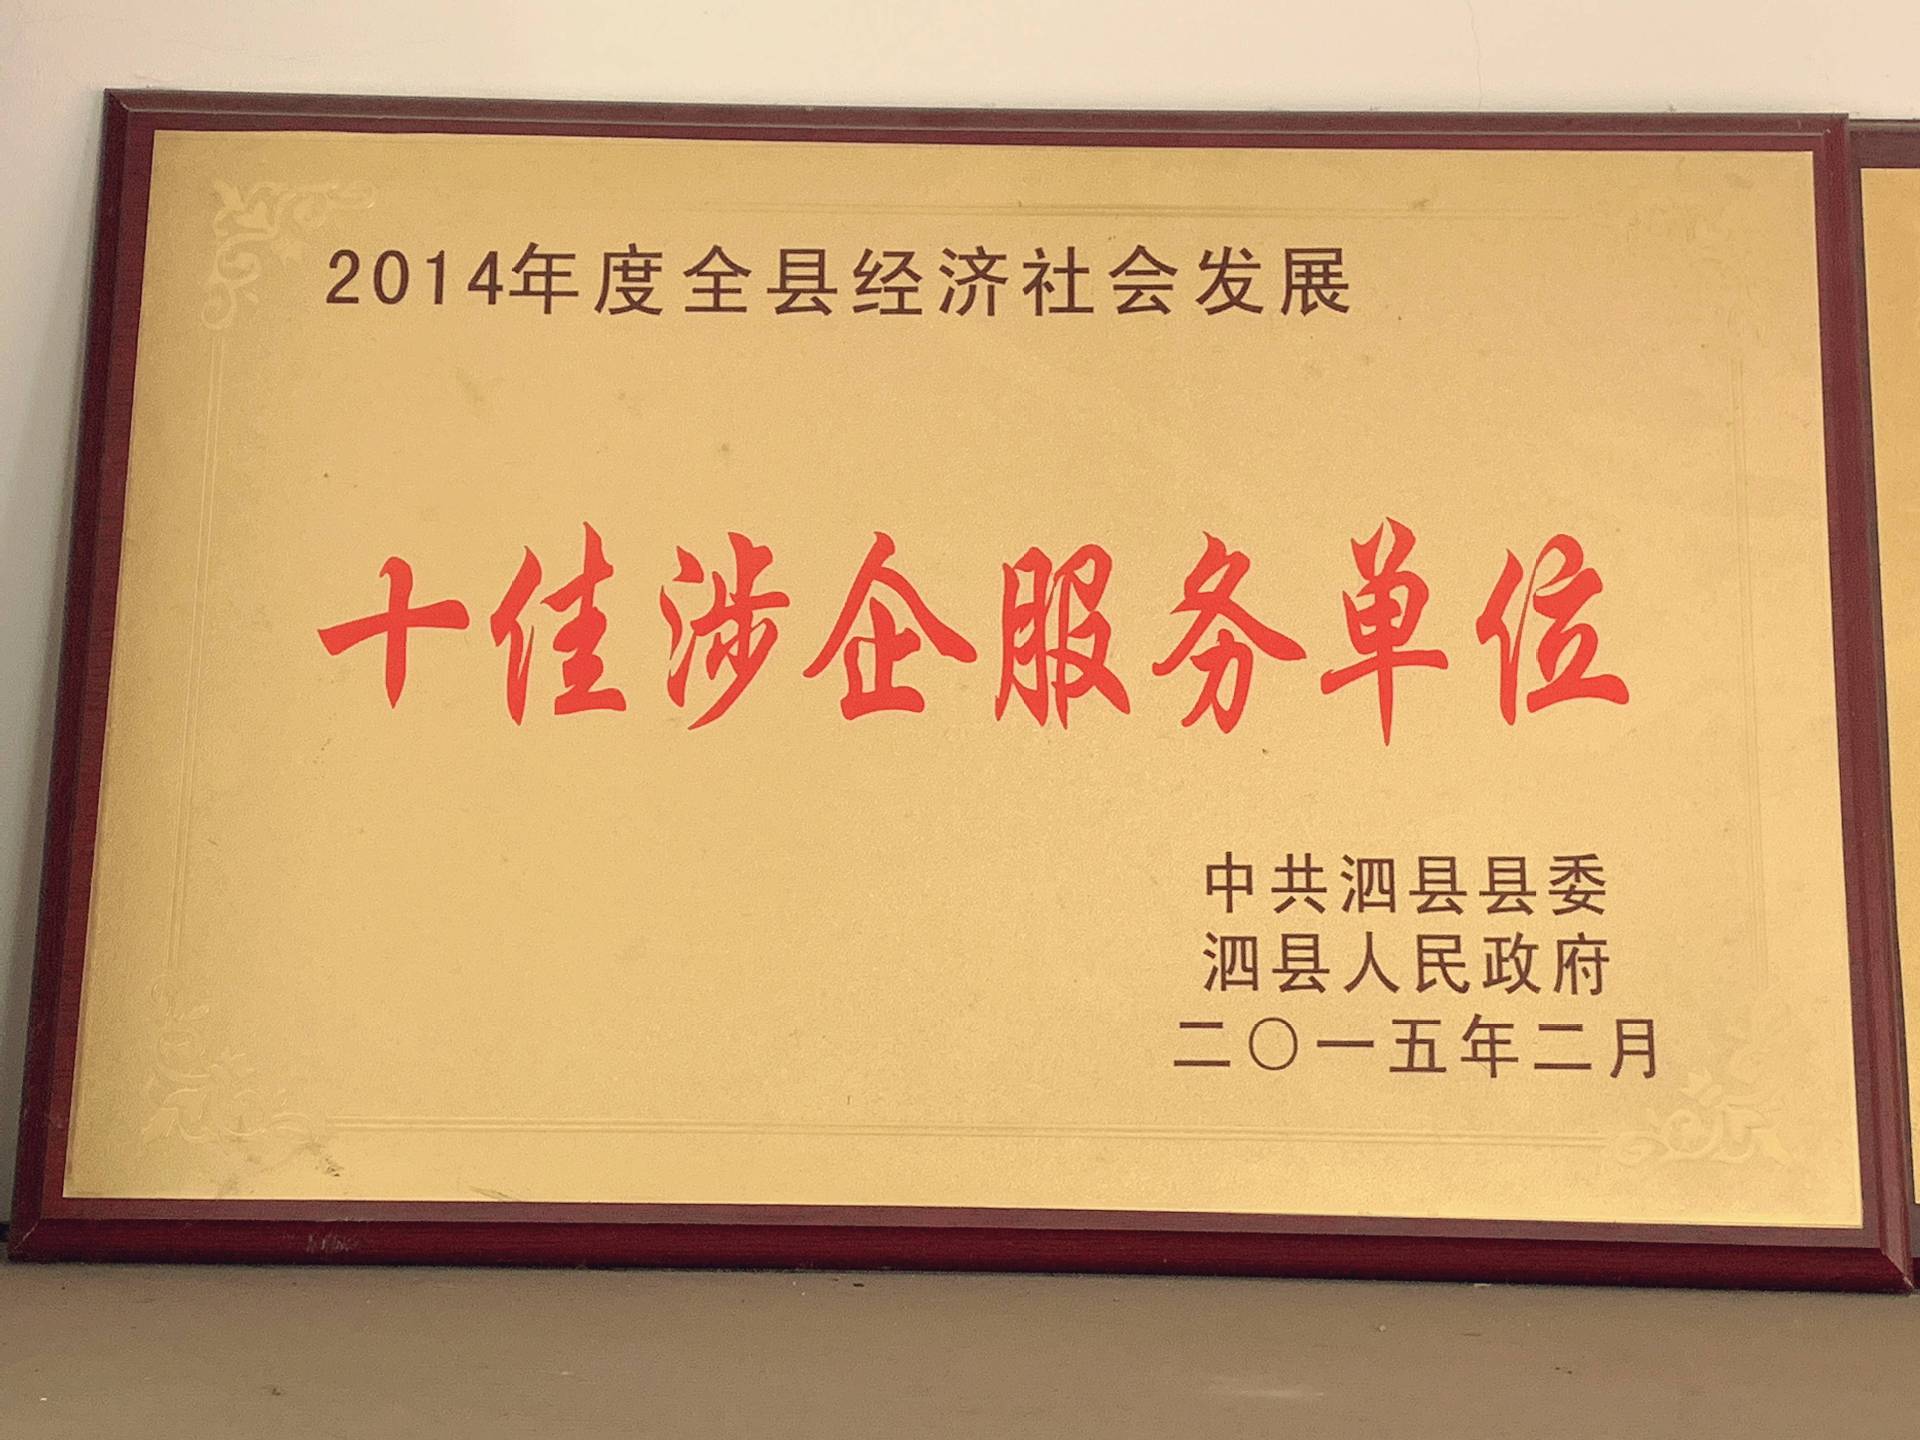 2014年度全县经济社会发展
十佳涉企服务单位
中共泗县县委
泗县人民政府
二〇一五年二月